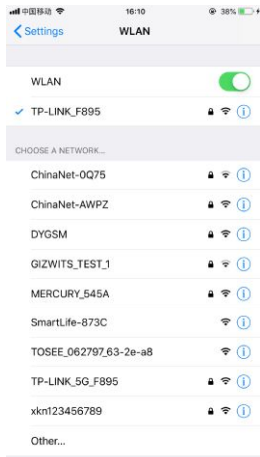 中国移动 16:10 38%
Settings WLAN
WLAN
TP-LINK_F895
CHOOSE A NETWORK...
ChinaNet-0Q75
ChinaNet-AWPZ
DYGSM
GIZWITS_TEST_1
MERCURY_545A
SmartLife-873C
TOSEE_062797_63-2e-a8
TP-LINK_5G_F895
xkn123456789
Other...